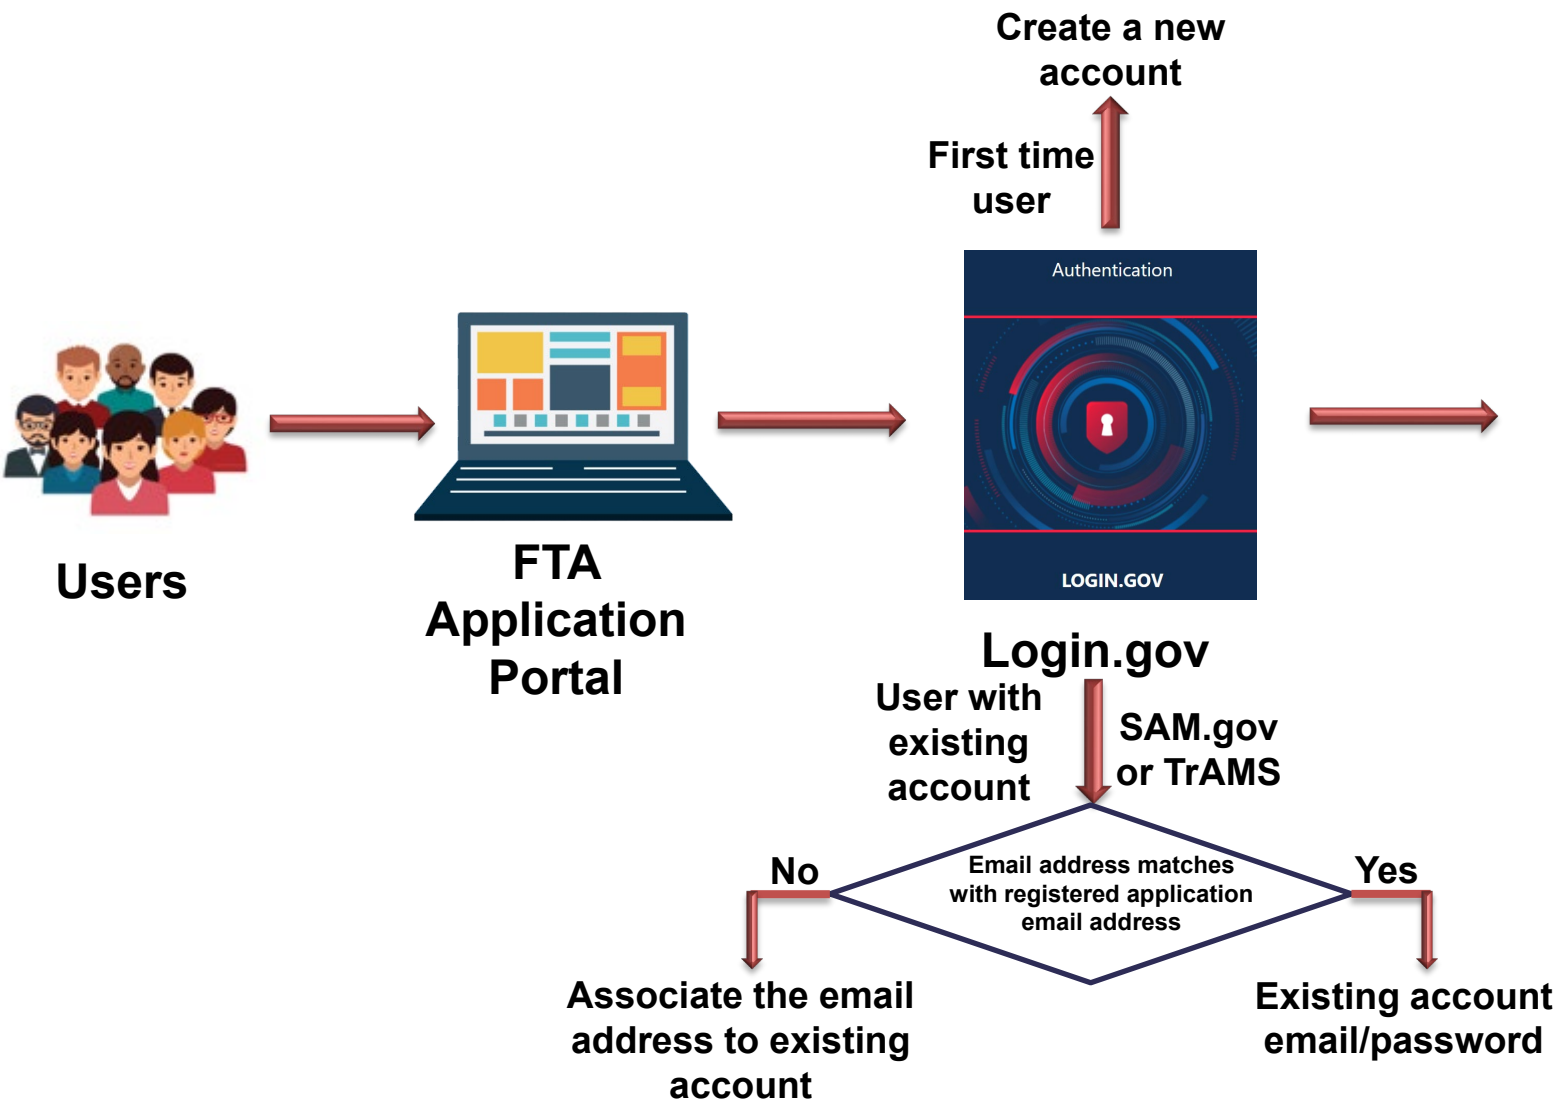 Create a new
account
First time
user
Authentication
LOGIN.GOV
Users
FTA
Application
Portal
Login.gov
User with
existing
account
SAM.gov
or TrAMS
Email address matches
with registered application
email address
No
Yes
Associate the email
address to existing
account
Existing account
email/password